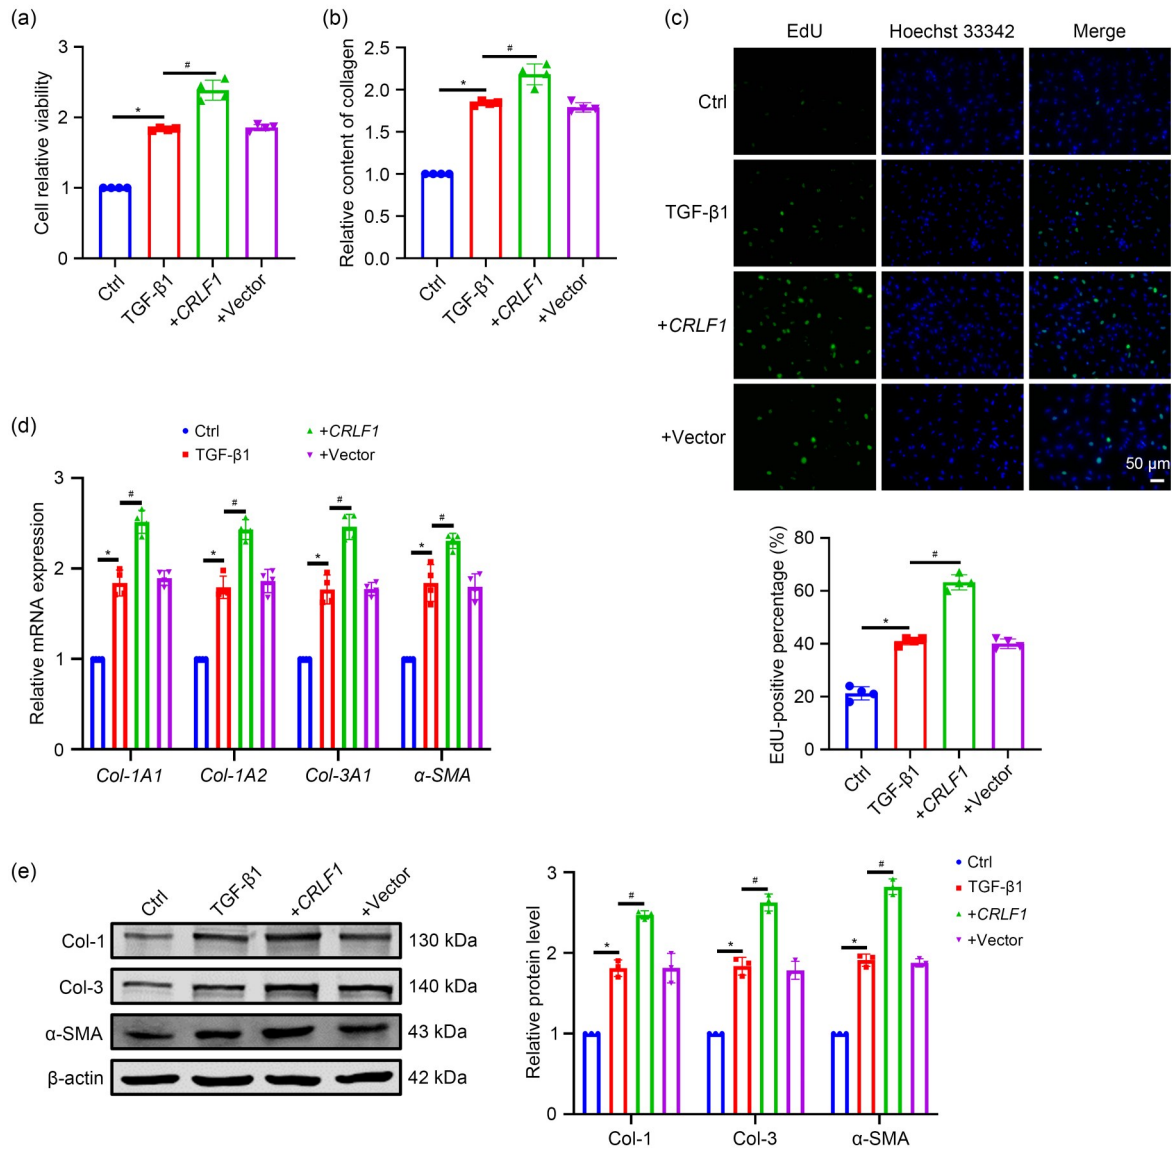 (a)
3
2
1
0
Cell relative viability
*
#
Ctrl
TGF-β1
+CRLF1
+Vector
(b)
2.5
2.0
1.5
1.0
0.5
0.0
Relative content of collagen
*
#
Ctrl
TGF-β1
+CRLF1
+Vector
(c)
EdU Hoechst 33342 Merge
Ctrl
TGF-β1
+CRLF1
+Vector
50 μm
80
60
40
20
0
EdU-positive percentage (%)
*
#
Ctrl
TGF-β1
+CRLF1
+Vector
(d)
Ctrl +CRLF1
TGF-β1 +Vector
3
2
1
0
Relative mRNA expression
* # * # * # * #
Col-1A1 Col-1A2 Col-3A1 α-SMA
(e)
Ctrl TGF-β1 +CRLF1 +Vector
Col-1 130 kDa
Col-3 140 kDa
α-SMA 43 kDa
β-actin 42 kDa
3
2
1
0
Relative protein level
* # * # * #
Col-1 Col-3 α-SMA
Ctrl
TGF-β1
+CRLF1
+Vector